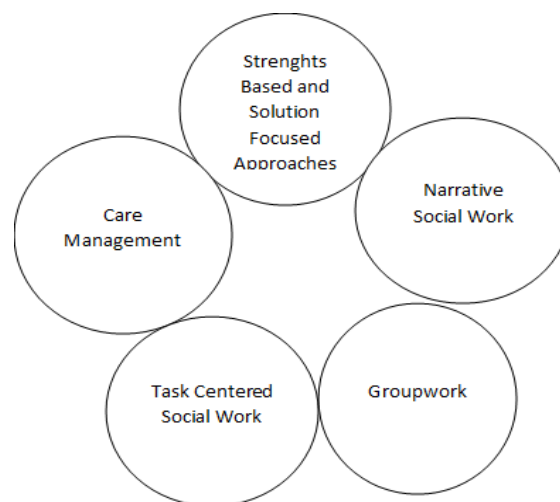 Strenghts
Based and
Solution
Focused
Approaches
Narrative
Social Work
Care
Management
Task Centered
Social Work
Groupwork